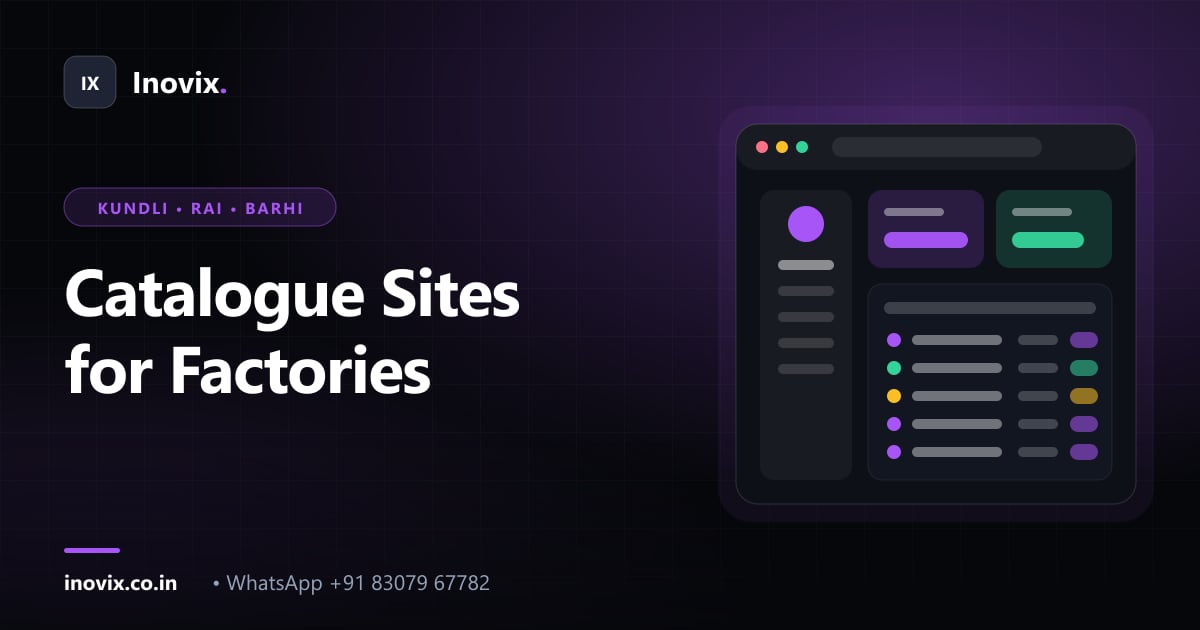 IX
Inovix.
KUNDLI • RAI • BARHI
Catalogue Sites
for Factories
inovix.co.in • WhatsApp +91 83079 67782